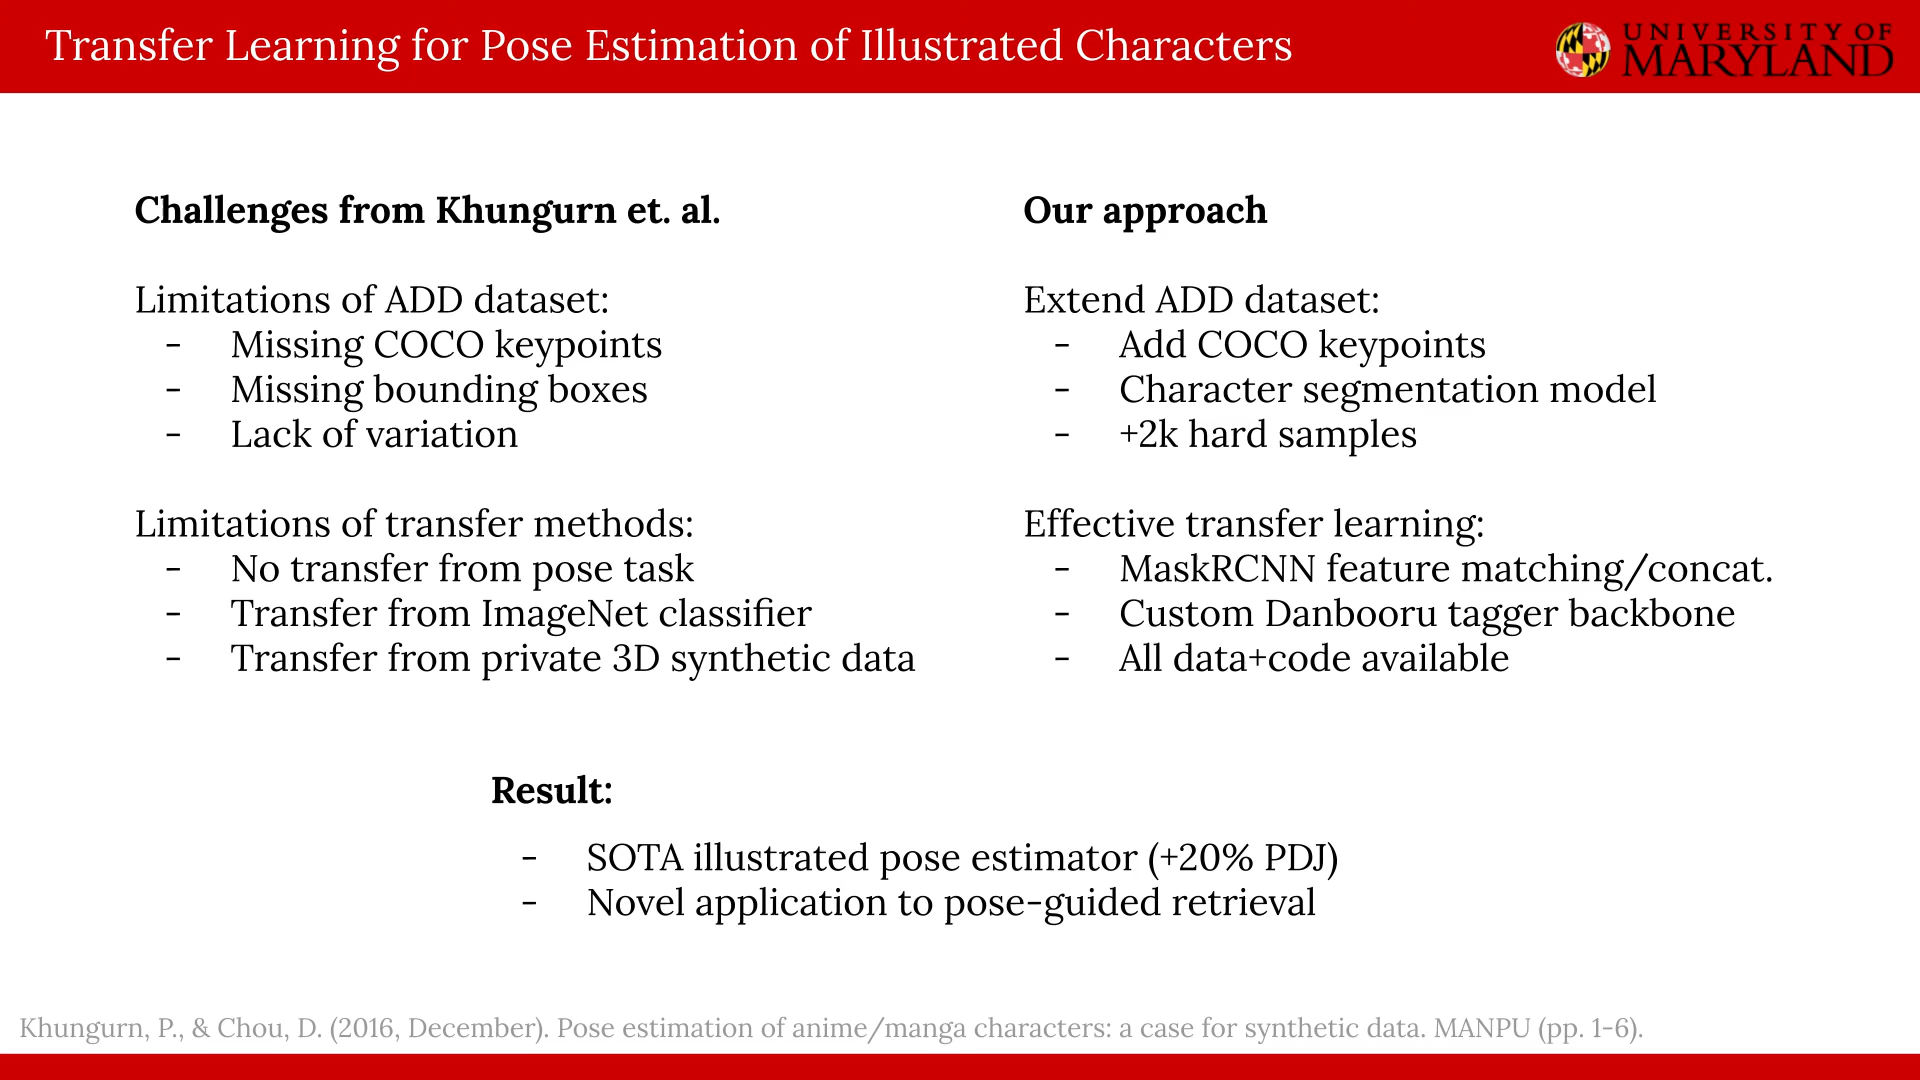 Transfer Learning for Pose Estimation of Illustrated Characters
UNIVERSITY OF
MARYLAND
Challenges from Khungurn et. al.
Limitations of ADD dataset:
- Missing COCO keypoints
- Missing bounding boxes
- Lack of variation
Limitations of transfer methods:
- No transfer from pose task
- Transfer from ImageNet classifier
- Transfer from private 3D synthetic data
Our approach
Extend ADD dataset:
- Add COCO keypoints
- Character segmentation model
- +2k hard samples
Effective transfer learning:
- MaskRCNN feature matching/concat.
- Custom Danbooru tagger backbone
- All data+code available
Result:
- SOTA illustrated pose estimator (+20% PDJ)
- Novel application to pose-guided retrieval
Khungurn, P., & Chou, D. (2016, December). Pose estimation of anime/manga characters: a case for synthetic data. MANPU (pp. 1-6).